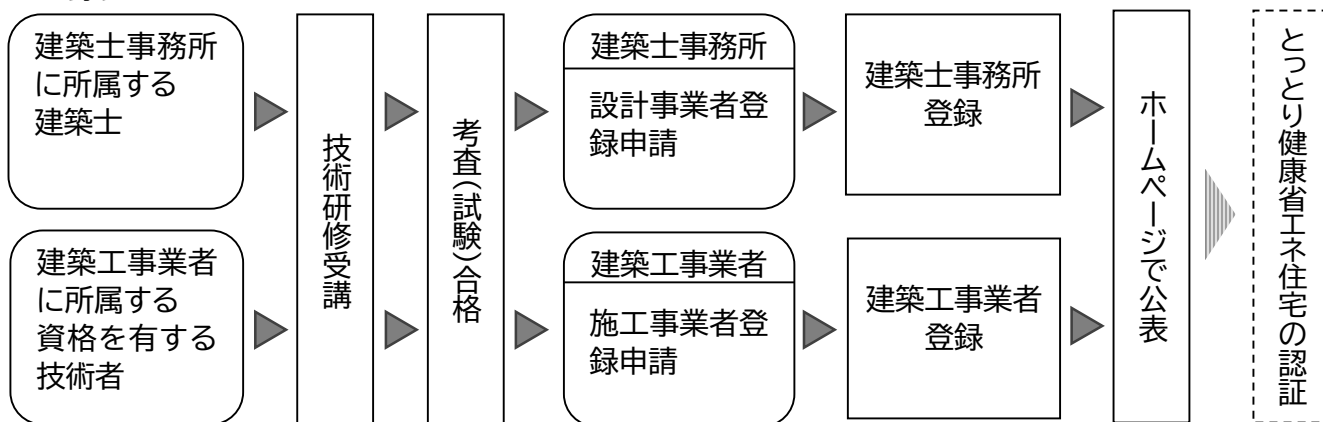 建築士事務所
に所属する
建築士
建築工事業者
に所属する
資格を有する
技術者
技術研修受講
考査(試験)合格
建築士事務所
設計事業者登
録申請
建築工事業者
施工事業者登
録申請
建築士事務所
登録
建築工事業者
登録
ホームページで公表
とっとり健康省エネ住宅の認証